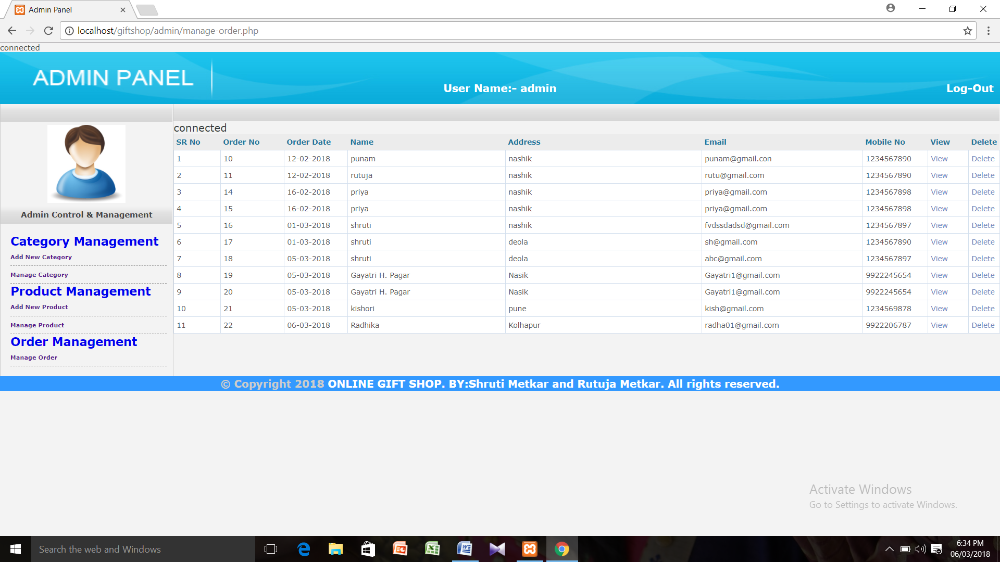 Admin Panel
localhost/giftshop/admin/manage-order.php
connected
ADMIN PANEL
User Name:- admin
Log-Out
connected
SR No Order No Order Date Name Address Email Mobile No View Delete
1 10 12-02-2018 punam nashik punam@gmail.con 1234567890 View Delete
2 11 12-02-2018 rutuja nashik rutu@gmail.com 1234567890 View Delete
3 14 16-02-2018 priya nashik priya@gmail.com 1234567898 View Delete
4 15 16-02-2018 priya nashik priya@gmail.com 1234567898 View Delete
5 16 01-03-2018 shruti nashik fvdssdadsd@gmail.com 1234567897 View Delete
6 17 01-03-2018 shruti deola sh@gmail.com 1234567890 View Delete
7 18 05-03-2018 shruti deola abc@gmail.com 1234567897 View Delete
8 19 05-03-2018 Gayatri H. Pagar Nasik Gayatri1@gmail.com 9922245654 View Delete
9 20 05-03-2018 Gayatri H. Pagar Nasik Gayatri1@gmail.com 9922245654 View Delete
10 21 05-03-2018 kishori pune kish@gmail.com 1234569878 View Delete
11 22 06-03-2018 Radhika Kolhapur radha01@gmail.com 9922206787 View Delete
Admin Control & Management
Category Management
Add New Category
Manage Category
Product Management
Add New Product
Manage Product
Order Management
Manage Order
© Copyright 2018 ONLINE GIFT SHOP. BY:Shruti Metkar and Rutuja Metkar. All rights reserved.
Activate Windows
Go to Settings to activate Windows.
Search the web and Windows
6:34 PM
06/03/2018